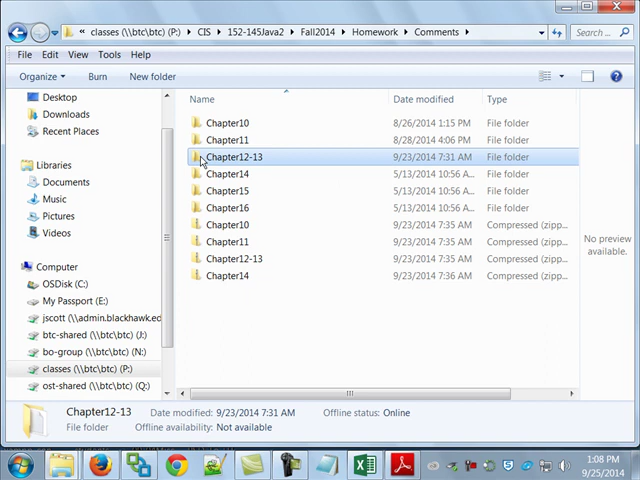 « classes (\\btc\btc) (P:) ▸ CIS ▸ 152-145Java2 ▸ Fall2014 ▸ Homework ▸ Comments ▸
Search ...
File Edit View Tools Help
Organize Burn New folder
Name Date modified Type
Desktop
Downloads
Recent Places
Libraries
Documents
Music
Pictures
Videos
Computer
OSDisk (C:)
My Passport (E:)
jscott (\\admin.blackhawk.ed
btc-shared (\\btc\btc) (J:)
bo-group (\\btc\btc) (N:)
classes (\\btc\btc) (P:)
ost-shared (\\btc\btc) (Q:)
Chapter10 8/26/2014 1:15 PM File folder
Chapter11 8/28/2014 4:06 PM File folder
Chapter12-13 9/23/2014 7:31 AM File folder
Chapter14 5/13/2014 10:56 A... File folder
Chapter15 5/13/2014 10:56 A... File folder
Chapter16 5/13/2014 10:56 A... File folder
Chapter10 9/23/2014 7:35 AM Compressed (zipp...
Chapter11 9/23/2014 7:35 AM Compressed (zipp...
Chapter12-13 9/23/2014 7:35 AM Compressed (zipp...
Chapter14 9/23/2014 7:36 AM Compressed (zipp...
No preview
available.
Chapter12-13 Date modified: 9/23/2014 7:31 AM Offline status: Online
File folder Offline availability: Not available
1:08 PM
9/25/2014